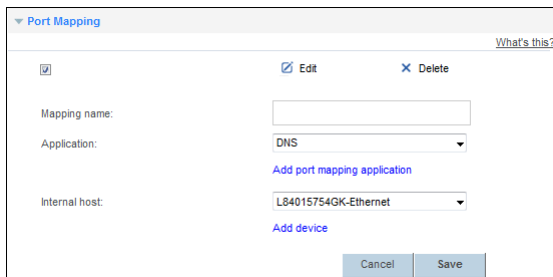 Port Mapping
What's this?
Edit Delete
Mapping name:
Application: DNS
Add port mapping application
Internal host: L84015754GK-Ethernet
Add device
Cancel Save